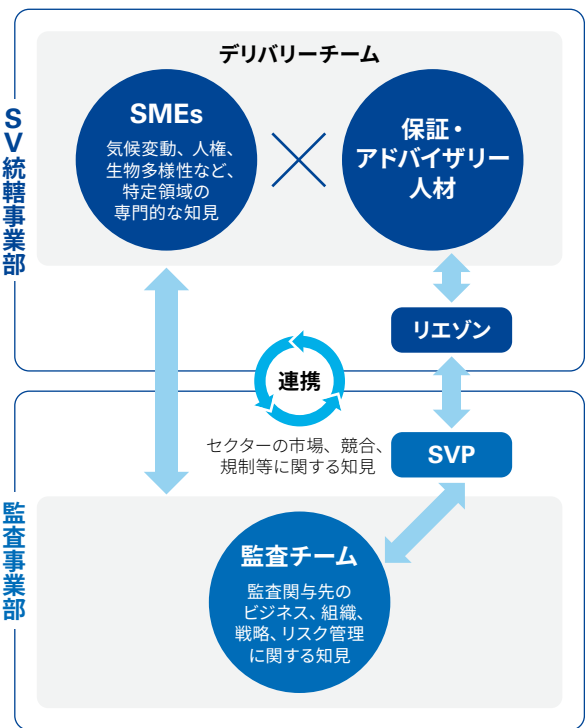 SV統轄事業部
デリバリーチーム
SMEs
気候変動、人権、
生物多様性など、
特定領域の
専門的な知見
保証・
アドバイザリー
人材
リエゾン
連携
セクターの市場、競合、
規制等に関する知見
SVP
監査事業部
監査チーム
監査関与先の
ビジネス、組織、
戦略、リスク管理
に関する知見